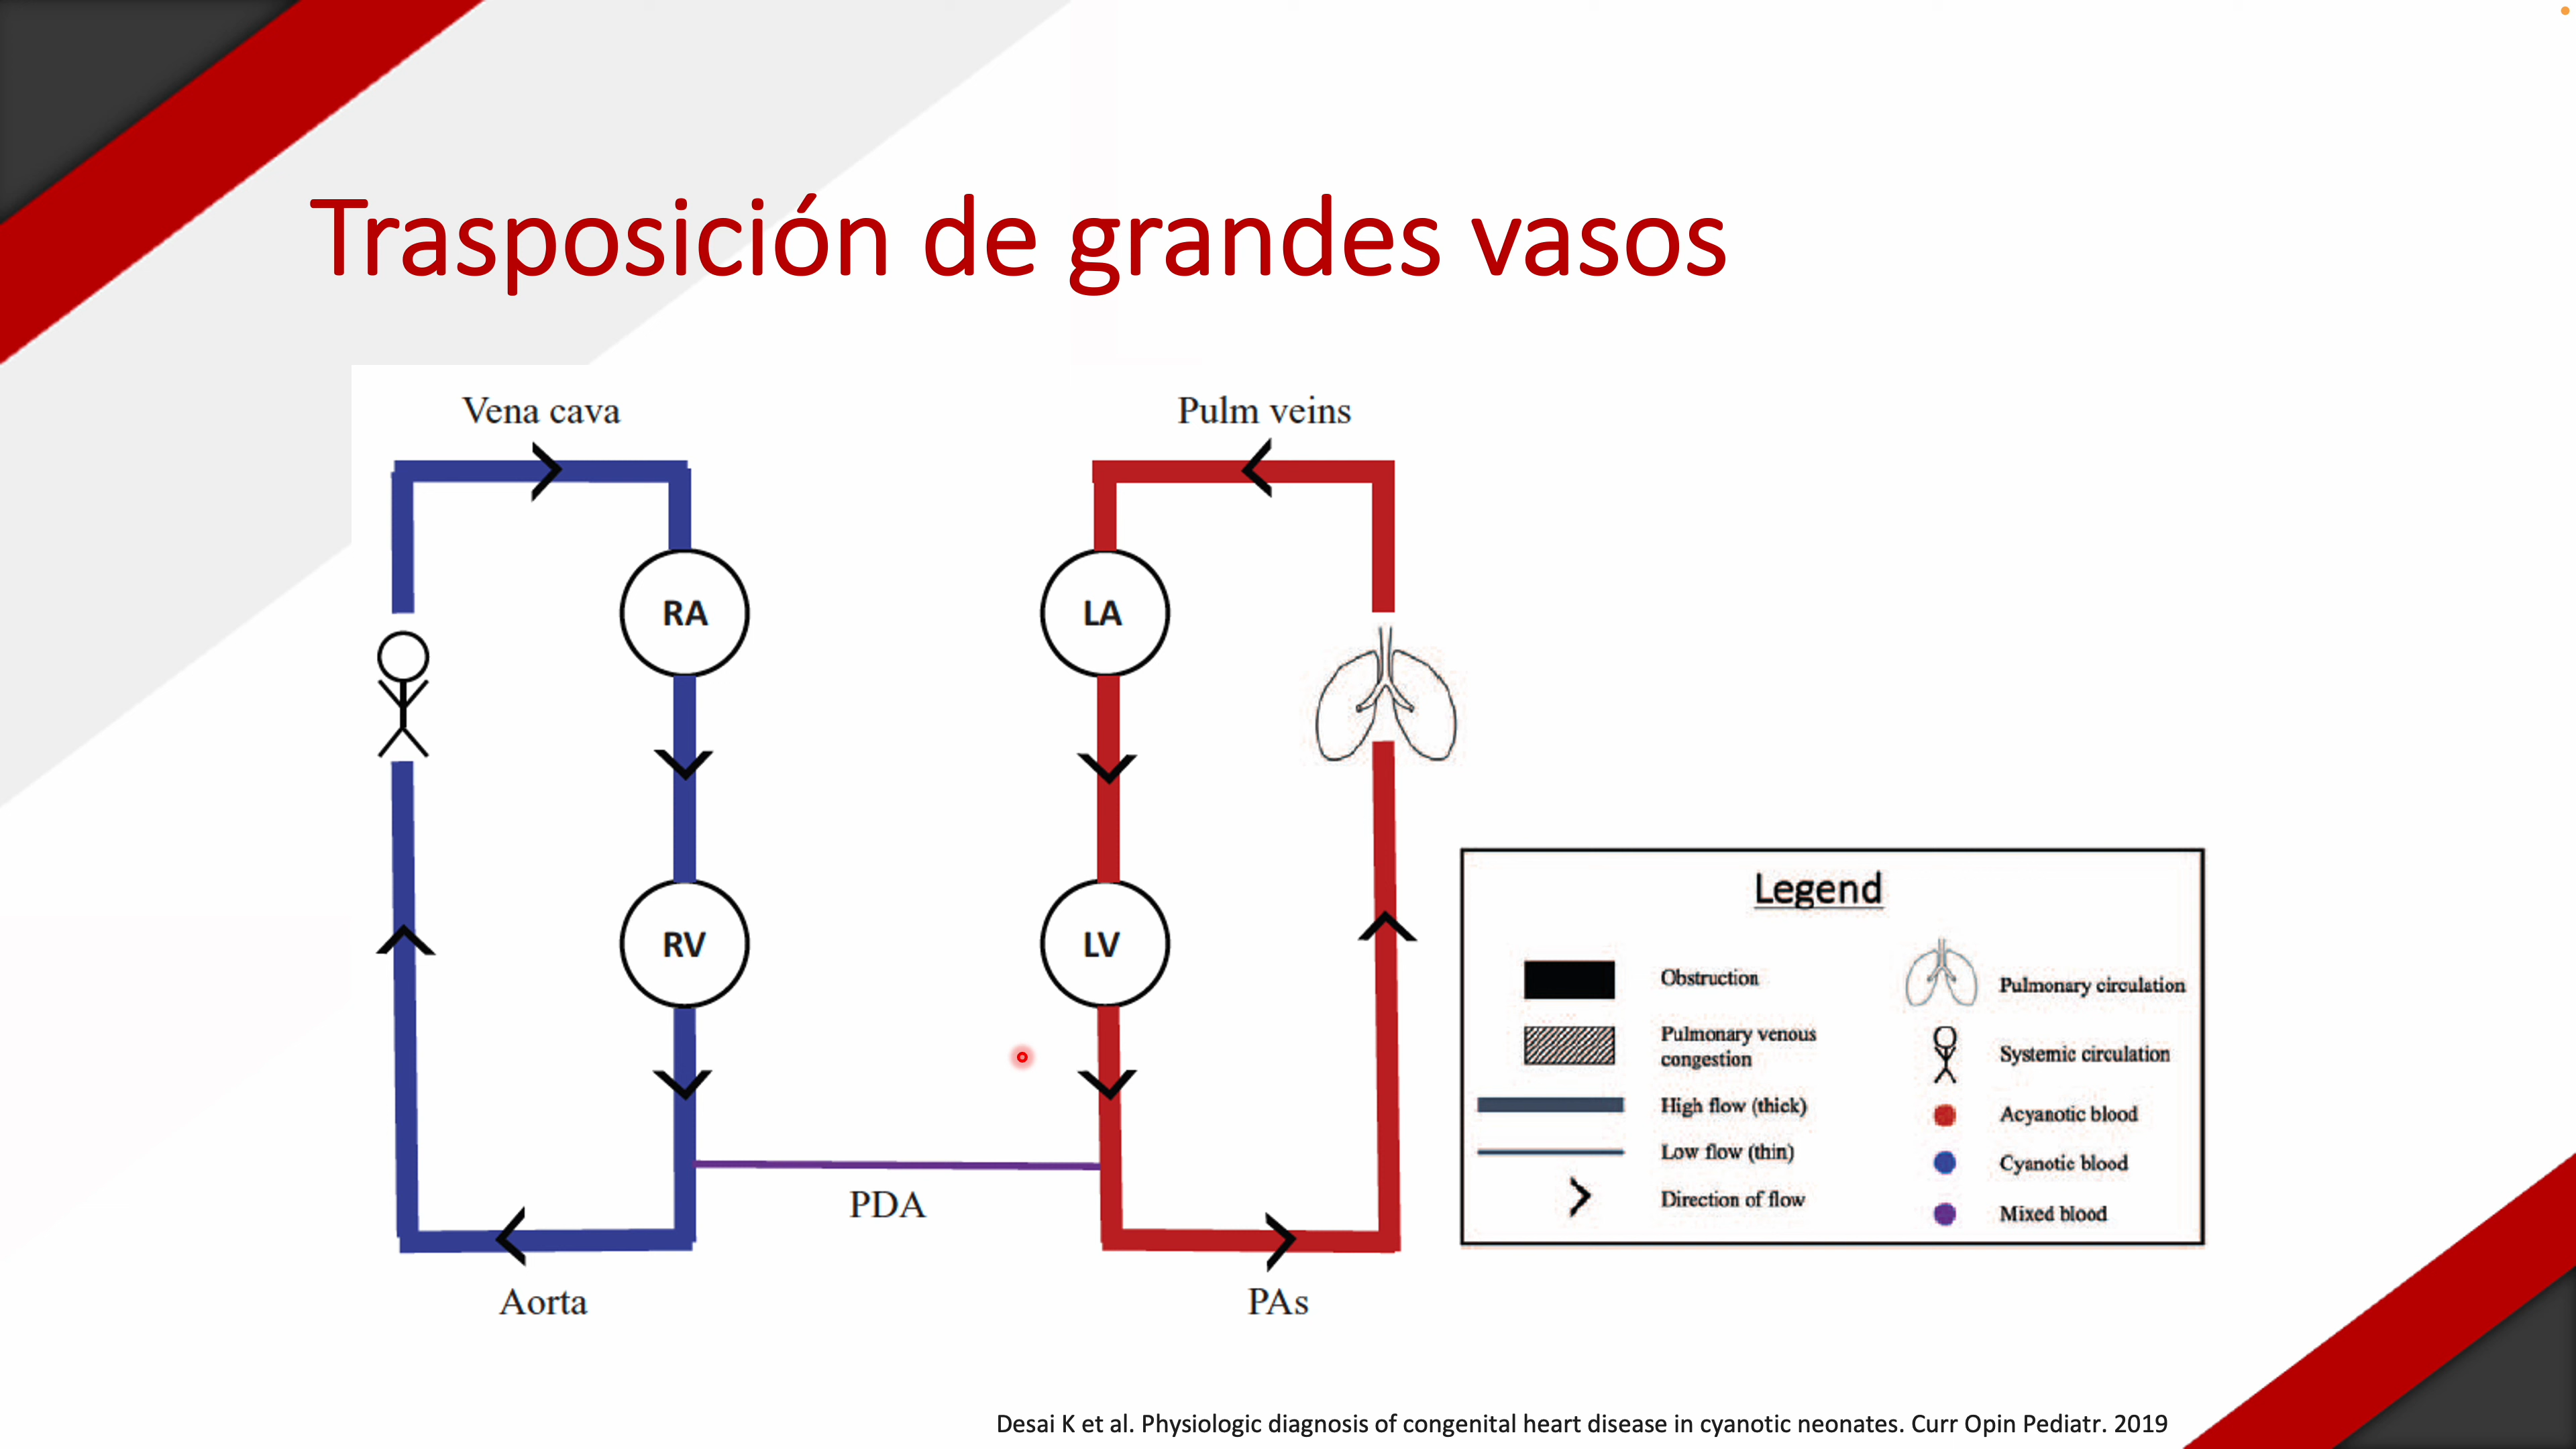 Trasposición de grandes vasos
Vena cava
Pulm veins
RA
LA
RV
LV
PDA
Aorta
PAs
Legend
Obstruction
Pulmonary venous
congestion
High flow (thick)
Low flow (thin)
Direction of flow
Pulmonary circulation
Systemic circulation
Acyanotic blood
Cyanotic blood
Mixed blood
Desai K et al. Physiologic diagnosis of congenital heart disease in cyanotic neonates. Curr Opin Pediatr. 2019